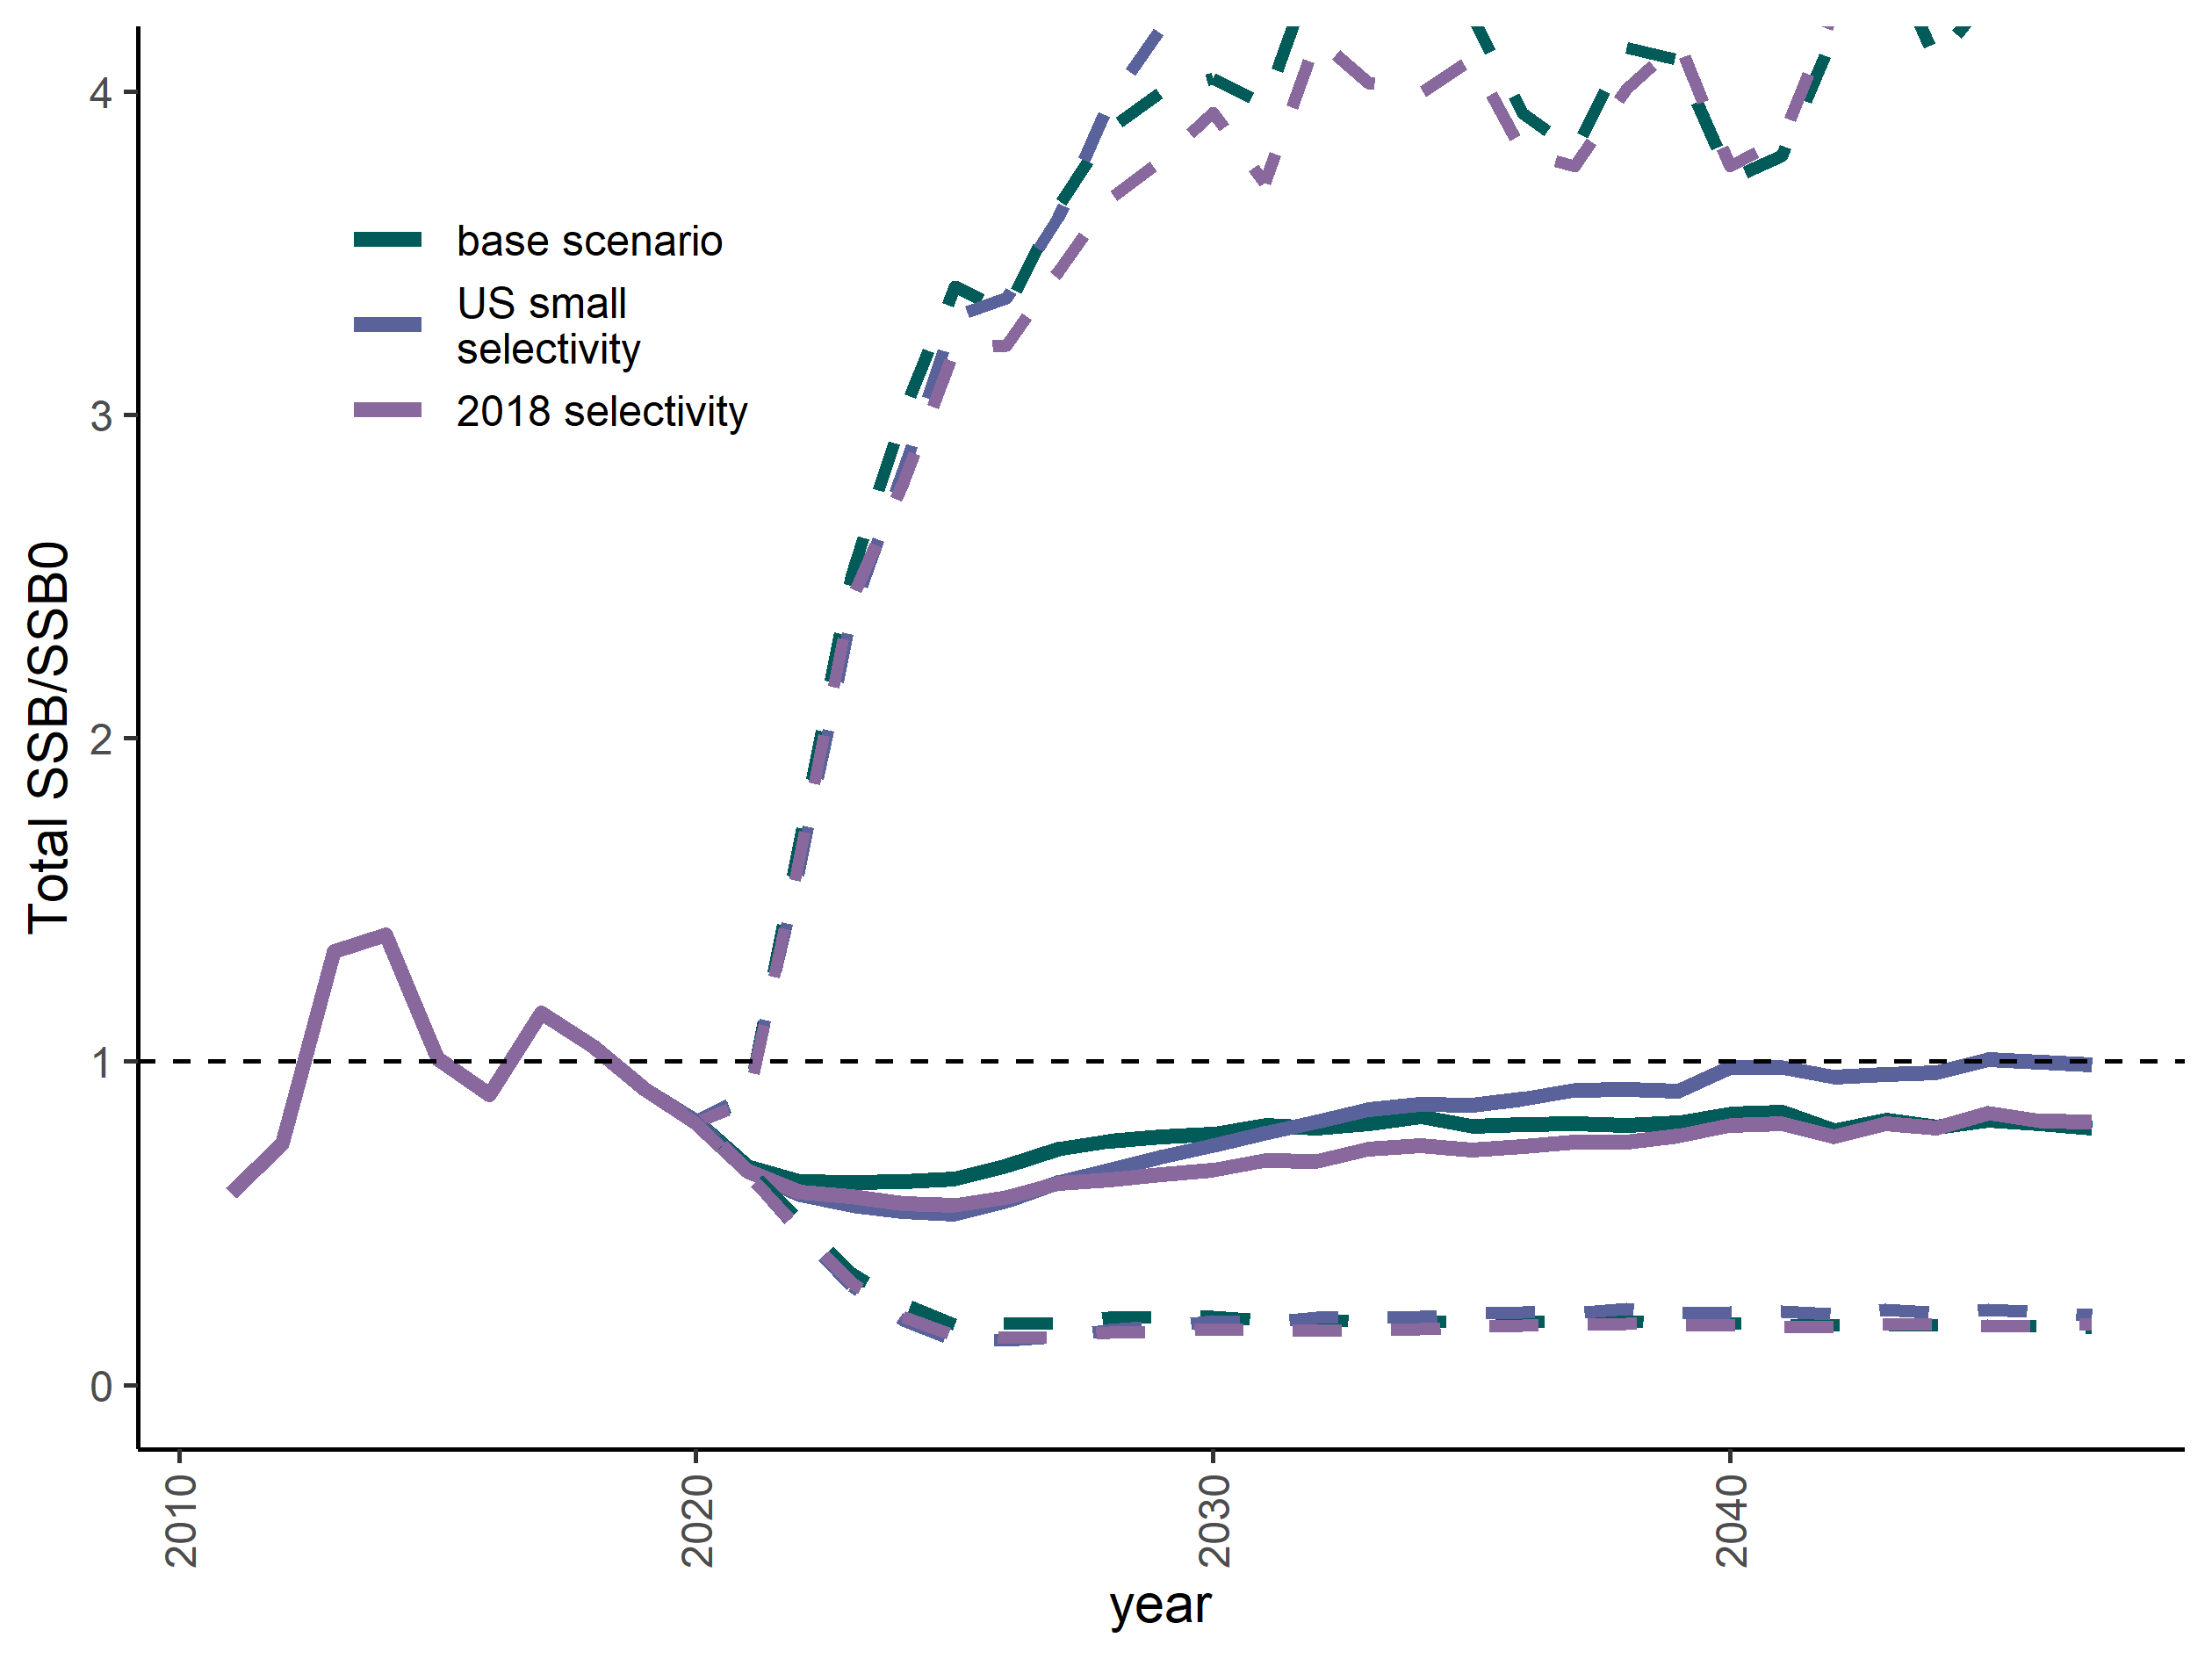 4
3
2
1
0
Total SSB/SSB0
base scenario
US small
selectivity
2018 selectivity
2010
2020
2030
2040
year